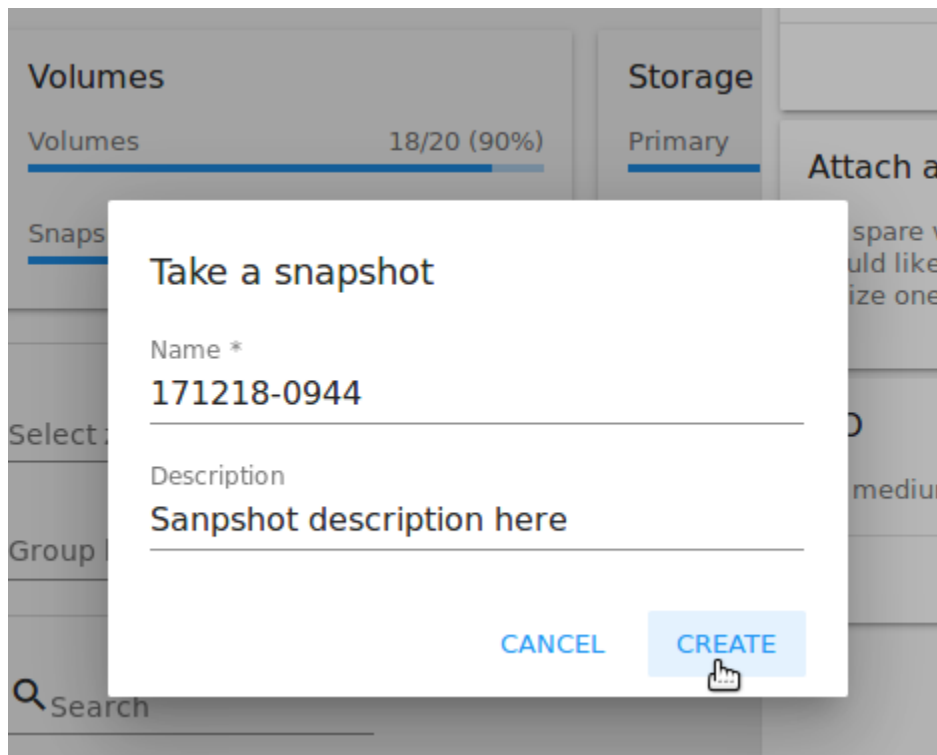 Volumes
Volumes 18/20 (90%)
Snaps
Storage
Primary
Attach a
spare
uld like
ize one
Take a snapshot
Name *
171218-0944
Description
Sanpshot description here
CANCEL CREATE
Select
Group
mediu
Search